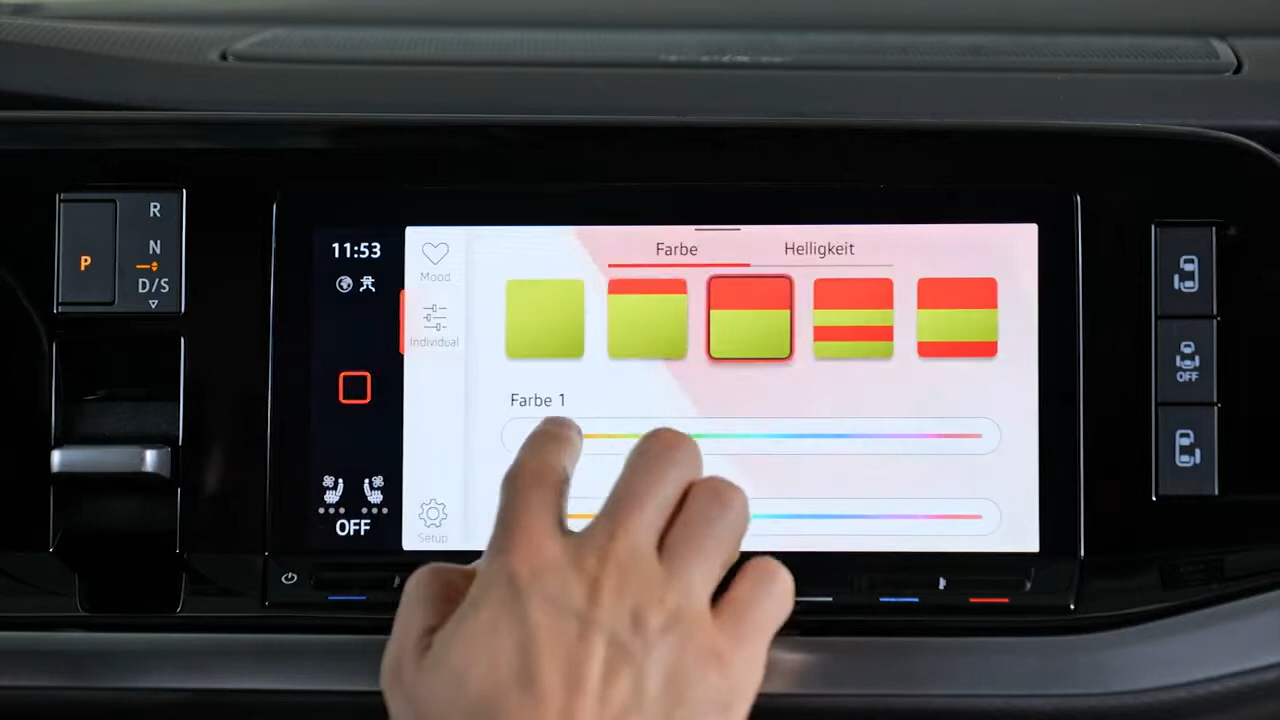 R
N
P
D/S
11:53
OFF
Mood
Individual
Setup
Farbe
Helligkeit
Farbe 1
OFF